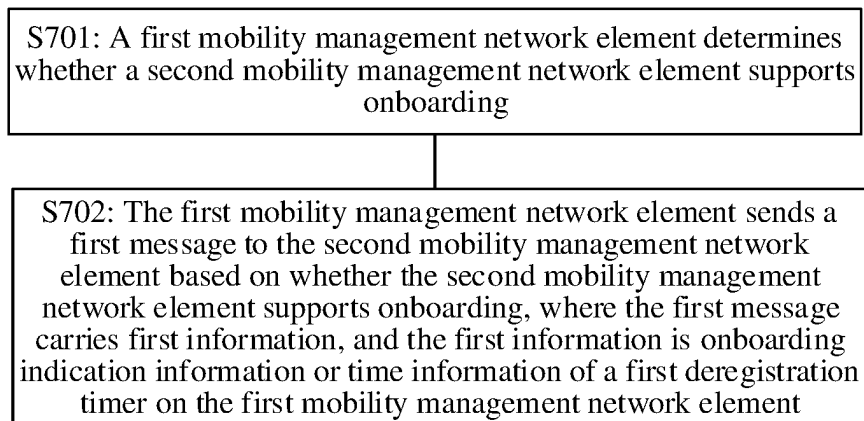 S701: A first mobility management network element determines
whether a second mobility management network element supports
onboarding
S702: The first mobility management network element sends a
first message to the second mobility management network
element based on whether the second mobility management
network element supports onboarding, where the first message
carries first information, and the first information is onboarding
indication information or time information of a first deregistration
timer on the first mobility management network element